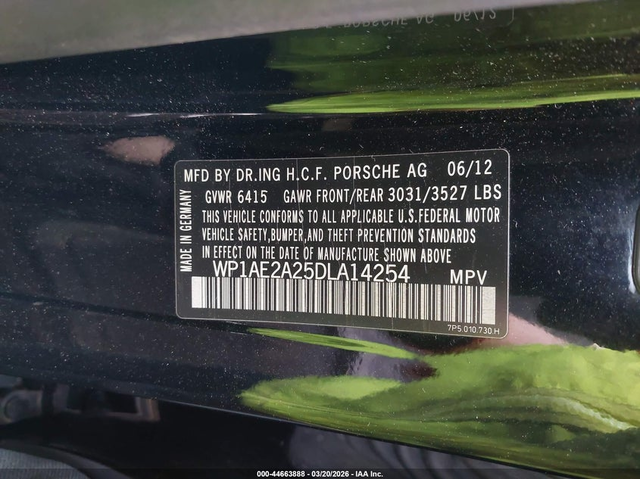 MFD BY DR.ING H.C.F. PORSCHE AG 06/12
GVWR 6415 GAWR FRONT/REAR 3031/3527 LBS
THIS VEHICLE CONFORMS TO ALL APPLICABLE U.S.FEDERAL MOTOR
VEHICLE SAFETY,BUMPER,AND THEFT PREVENTION STANDARDS
IN EFFECT ON THE DATE OF MANUFACTURE SHOWN ABOVE
WP1AE2A25DLA14254 MPV
MADE IN GERMANY
7P5.010.730.H
000-44663888 - 03/20/2026 - IAA Inc.